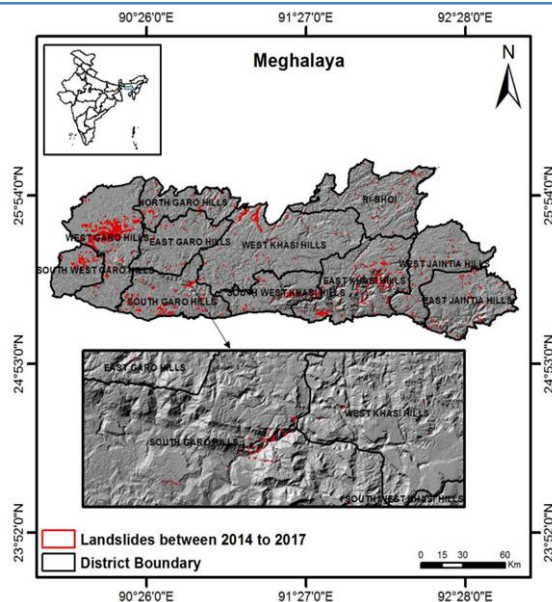 90°26'0"E 91°27'0"E 92°28'0"E
Meghalaya
N
25°54'0"N 25°54'0"N
NORTH GARO HILLS
RI-BHOI
WEST GARO HILLS
EAST GARO HILLS
WEST KHASI HILLS
WEST JAINTIA HILLS
SOUTH WEST GARO HILLS
EAST KHASI HILLS
SOUTH GARO HILLS
SOUTH WEST KHASI HILLS
EAST JAINTIA HILLS
24°53'0"N 24°53'0"N
EAST GARO HILLS
WEST KHASI HILLS
SOUTH GARO HILLS
SOUTH WEST KHASI HILLS
23°52'0"N 23°52'0"N
Landslides between 2014 to 2017
District Boundary
0 15 30 60
Km
90°26'0"E 91°27'0"E 92°28'0"E